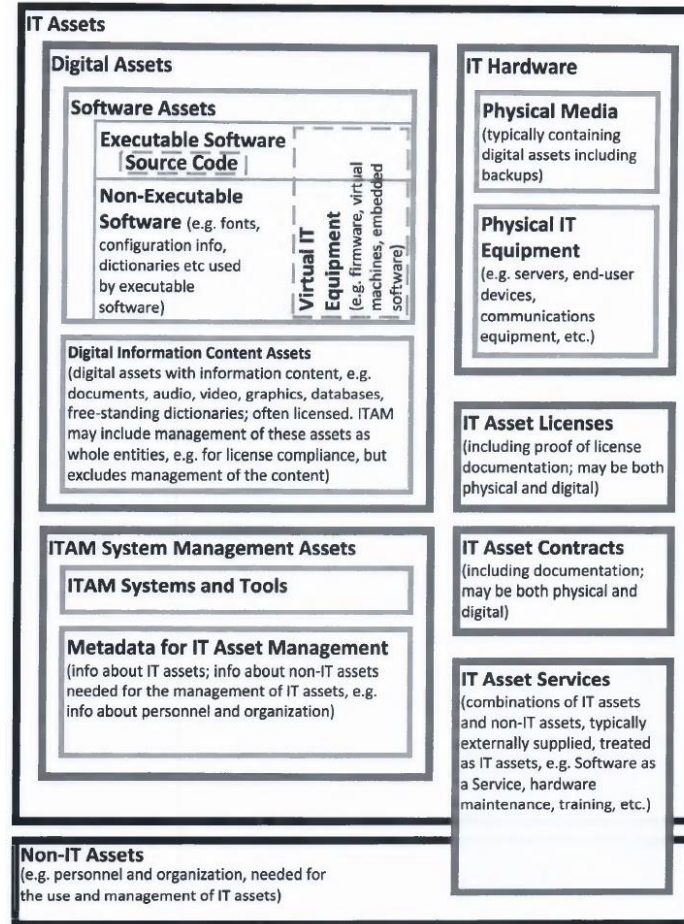 IT Assets
Digital Assets
Software Assets
Executable Software
Source Code
Non-Executable
Software (e.g. fonts,
configuration info,
dictionaries etc used
by executable
software)
Virtual IT
Equipment
(e.g. firmware, virtual
machines, embedded
software)
Digital Information Content Assets
(digital assets with information content, e.g.
documents, audio, video, graphics, databases,
free-standing dictionaries; often licensed. ITAM
may include management of these assets as
whole entities, e.g. for license compliance, but
excludes management of the content)
ITAM System Management Assets
ITAM Systems and Tools
Metadata for IT Asset Management
(info about IT assets; info about non-IT assets
needed for the management of IT assets, e.g.
info about personnel and organization)
IT Hardware
Physical Media
(typically containing
digital assets including
backups)
Physical IT
Equipment
(e.g. servers, end-user
devices,
communications
equipment, etc.)
IT Asset Licenses
(including proof of license
documentation; may be both
physical and digital)
IT Asset Contracts
(including documentation;
may be both physical and
digital)
IT Asset Services
(combinations of IT assets
and non-IT assets, typically
externally supplied, treated
as IT assets, e.g. Software as
a Service, hardware
maintenance, training, etc.)
Non-IT Assets
(e.g. personnel and organization, needed for
the use and management of IT assets)